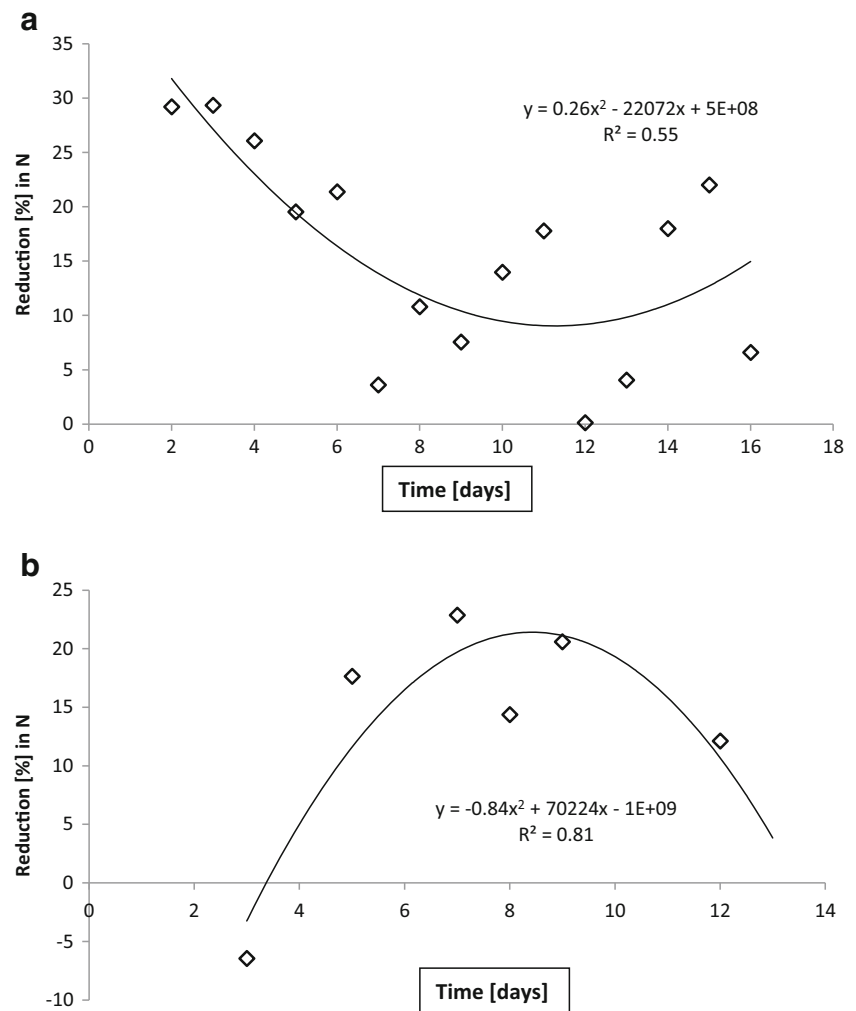 a
35
30
25
20
15
10
5
0
Reduction [%] in N
y = 0.26x² - 22072x + 5E+08
R² = 0.55
0 2 4 6 8 10 12 14 16 18
Time [days]
b
25
20
15
10
5
0
-5
-10
Reduction [%] in N
y = -0.84x² + 70224x - 1E+09
R² = 0.81
0 2 4 6 8 10 12 14
Time [days]